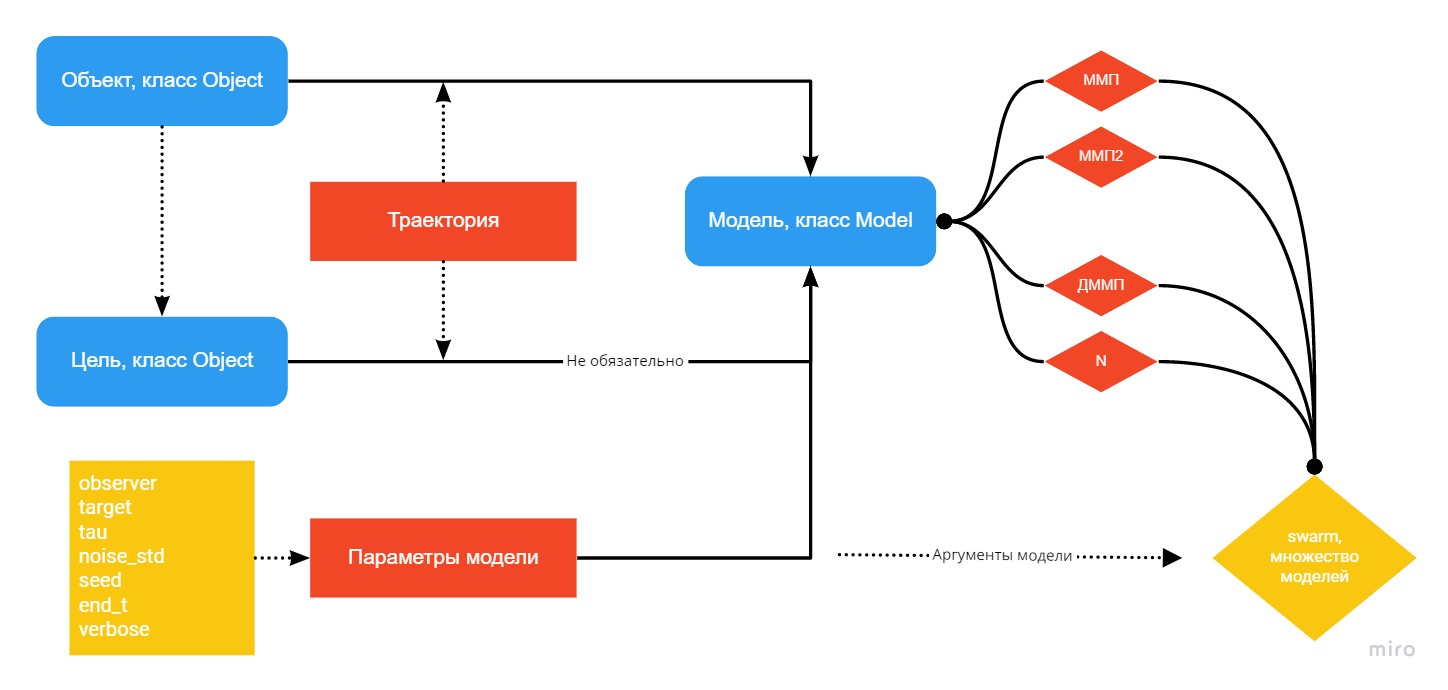 Объект, класс Object
ММП
ММП2
Траектория
Модель, класс Model
ДММП
Цель, класс Object
Не обязательно
N
observer
target
tau
noise_std
seed
end_t
verbose
Параметры модели
Аргументы модели
swarm,
множество
моделей
miro